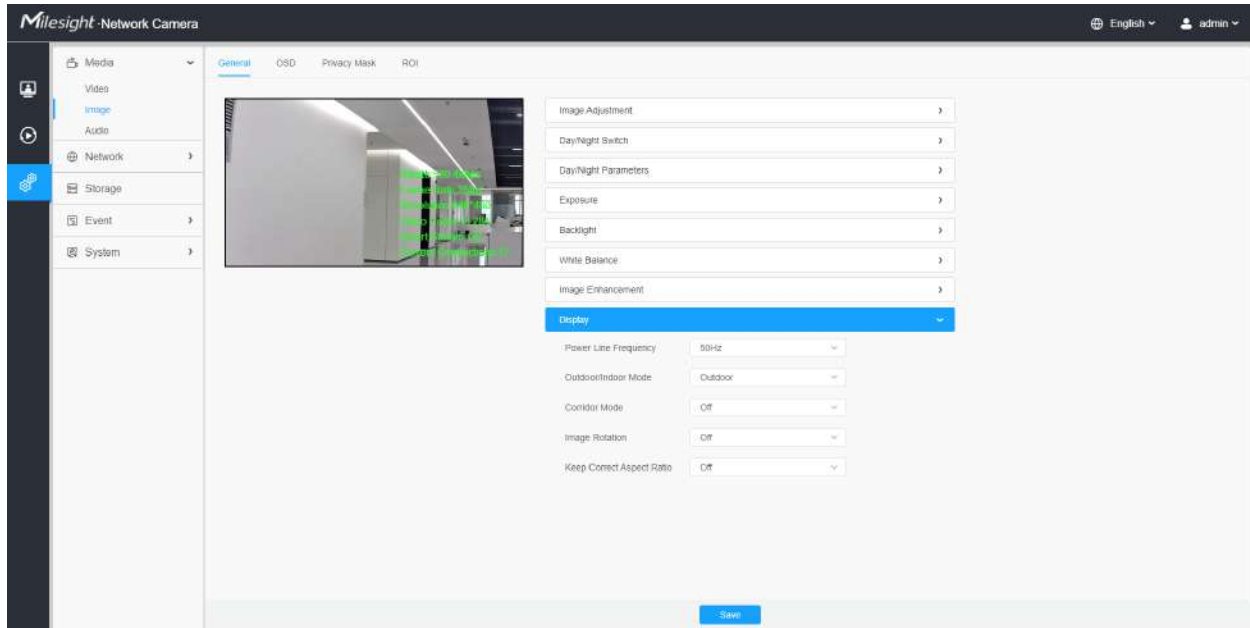 Milesight·Network Camera
English
admin
Media
Video
Image
Audio
Network
Storage
Event
System
General
OSD
Privacy Mask
ROI
Image Adjustment
Day/Night Switch
Day/Night Parameters
Exposure
Backlight
White Balance
Image Enhancement
Display
Power Line Frequency
50Hz
Outdoor/Indoor Mode
Outdoor
Corridor Mode
Off
Image Rotation
Off
Keep Correct Aspect Ratio
Off
Save